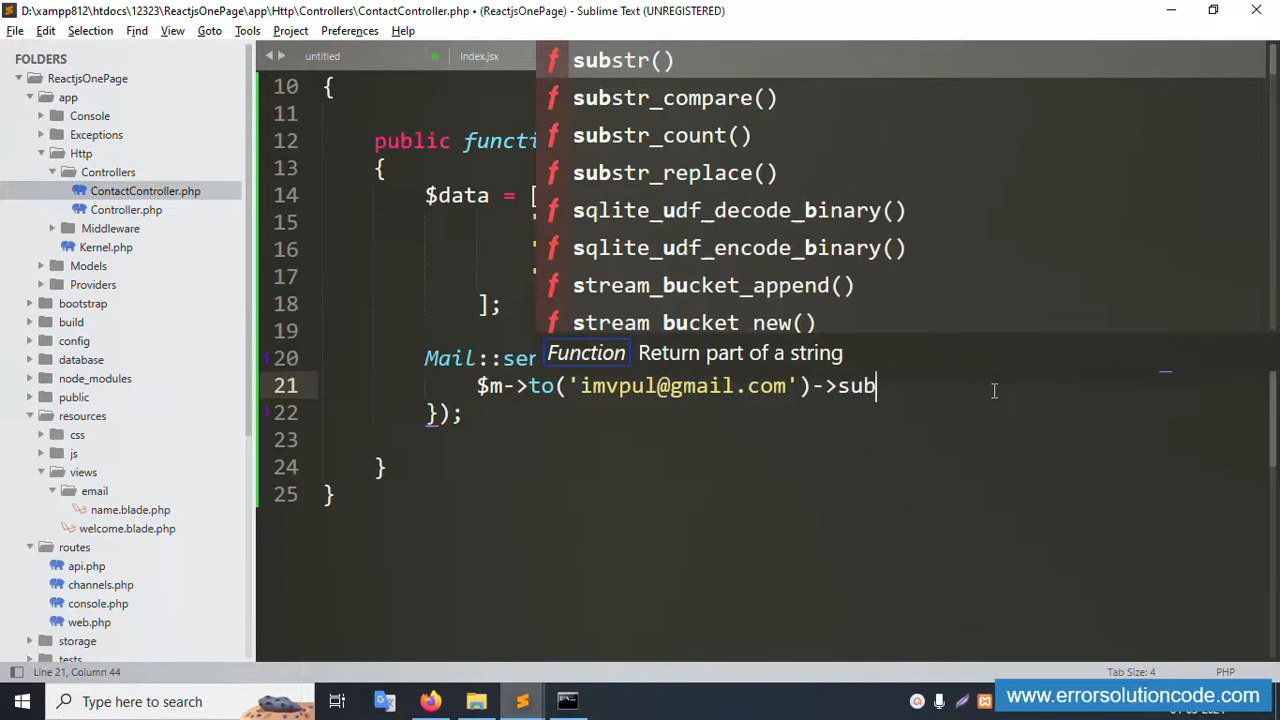 D:\xampp812\htdocs\12323\ReactjsOnePage\app\Http\Controllers\ContactController.php • (ReactjsOnePage) - Sublime Text (UNREGISTERED)
File Edit Selection Find View Goto Tools Project Preferences Help
FOLDERS
ReactjsOnePage
app
Console
Exceptions
Http
Controllers
ContactController.php
Controller.php
Middleware
Kernel.php
Models
Providers
bootstrap
build
config
database
node_modules
public
resources
css
js
views
email
name.blade.php
welcome.blade.php
routes
api.php
channels.php
console.php
web.php
storage
tests
untitled Index.jsx
10 {
11
12 public functi
13 {
14 $data = [
15 '
16 '
17 '
18 ];
19
20 Mail::ser
21 $m->to('imvpul@gmail.com')->sub
22 });
23
24 }
25 }
f substr()
f substr_compare()
f substr_count()
f substr_replace()
f sqlite_udf_decode_binary()
f sqlite_udf_encode_binary()
f stream_bucket_append()
f stream_bucket_new()
Function Return part of a string
Line 21, Column 44 Tab Size: 4 PHP
Type here to search
www.errorsolutioncode.com